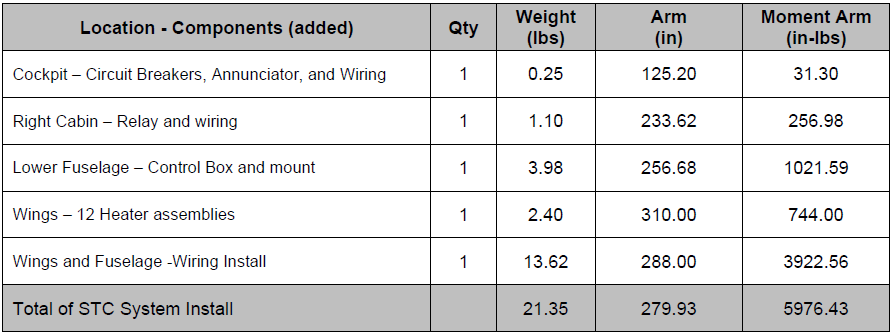 Location - Components (added) Qty Weight (lbs) Arm (in) Moment Arm (in-lbs)
Cockpit – Circuit Breakers, Annunciator, and Wiring 1 0.25 125.20 31.30
Right Cabin – Relay and wiring 1 1.10 233.62 256.98
Lower Fuselage – Control Box and mount 1 3.98 256.68 1021.59
Wings – 12 Heater assemblies 1 2.40 310.00 744.00
Wings and Fuselage -Wiring Install 1 13.62 288.00 3922.56
Total of STC System Install 21.35 279.93 5976.43